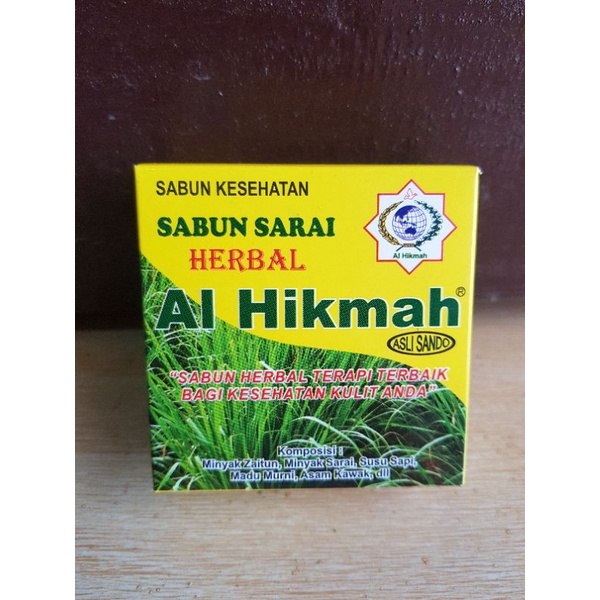 SABUN KESEHATAN
SABUN SARAI
HERBAL
Al Hikmah
Al Hikmah®
ASLI SANDO
"SABUN HERBAL TERAPI TERBAIK
BAGI KESEHATAN KULIT ANDA"
Komposisi :
Minyak Zaitun, Minyak Sarai, Susu Sapi,
Madu Murni, Asam Kawak, dll